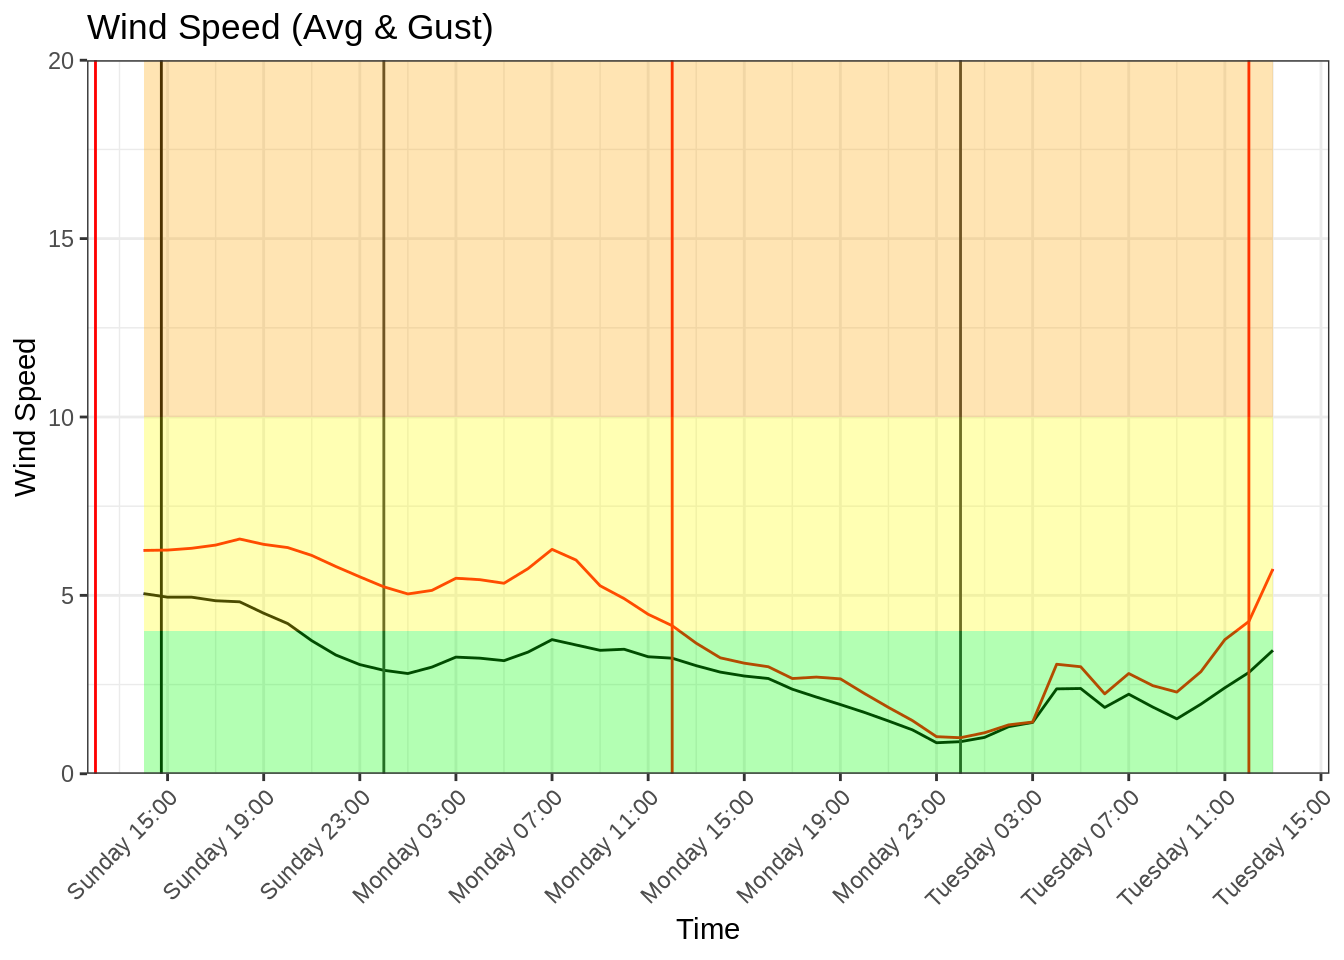 Wind Speed (Avg & Gust)
20
15
10
5
0
Wind Speed
Sunday 15:00
Sunday 19:00
Sunday 23:00
Monday 03:00
Monday 07:00
Monday 11:00
Monday 15:00
Monday 19:00
Monday 23:00
Tuesday 03:00
Tuesday 07:00
Tuesday 11:00
Tuesday 15:00
Time